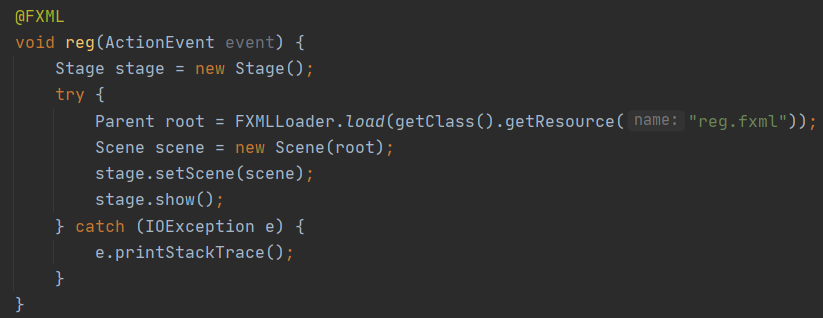 @FXML
void reg(ActionEvent event) {
    Stage stage = new Stage();
    try {
        Parent root = FXMLLoader.load(getClass().getResource( name: "reg.fxml"));
        Scene scene = new Scene(root);
        stage.setScene(scene);
        stage.show();
    } catch (IOException e) {
        e.printStackTrace();
    }
}